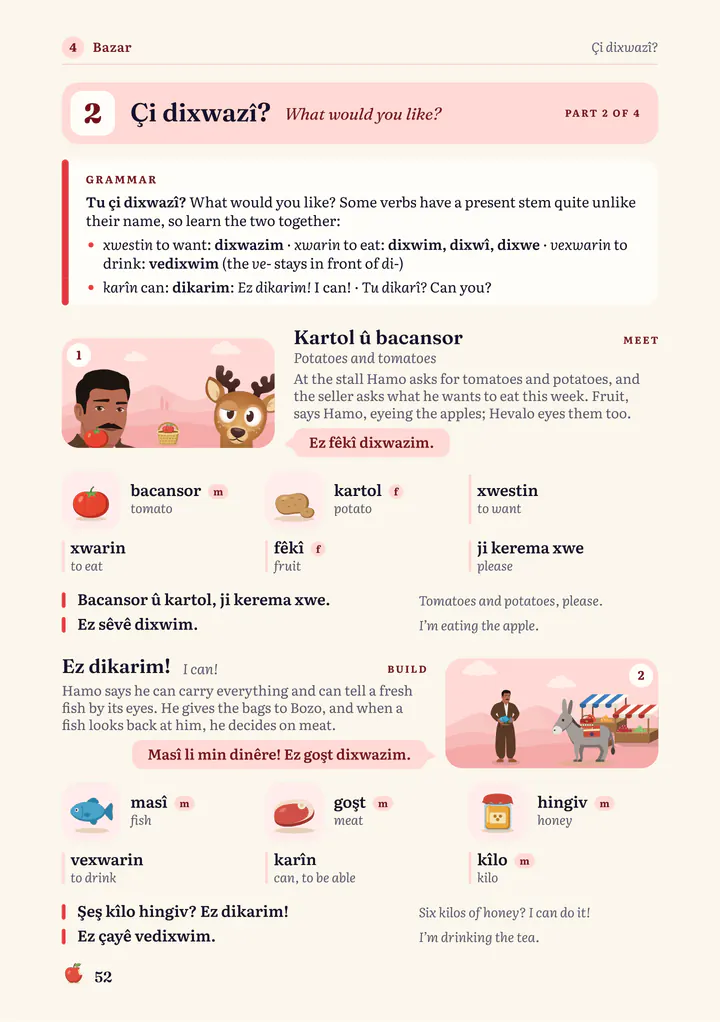 4 Bazar
Çi dixwazî?
2 Çi dixwazî? What would you like? PART 2 OF 4
GRAMMAR
Tu çi dixwazî? What would you like? Some verbs have a present stem quite unlike
their name, so learn the two together:
• xwestin to want: dixwazim · xwarin to eat: dixwim, dixwî, dixwe · vexwarin to
drink: vedixwim (the ve- stays in front of di-)
• karîn can: dikarim: Ez dikarim! I can! · Tu dikarî? Can you?
1
Kartol û bacansor MEET
Potatoes and tomatoes
At the stall Hamo asks for tomatoes and potatoes, and
the seller asks what he wants to eat this week. Fruit,
says Hamo, eyeing the apples; Hevalo eyes them too.
Ez fêkî dixwazim.
bacansor m
tomato
kartol f
potato
xwestin
to want
xwarin
to eat
fêkî f
fruit
ji kerema xwe
please
Bacansor û kartol, ji kerema xwe. Tomatoes and potatoes, please.
Ez sêvê dixwim. I'm eating the apple.
Ez dikarim! I can! BUILD
Hamo says he can carry everything and can tell a fresh
fish by its eyes. He gives the bags to Bozo, and when a
fish looks back at him, he decides on meat.
Masî li min dinêre! Ez goşt dixwazim.
2
masî m
fish
goşt m
meat
hingiv m
honey
vexwarin
to drink
karîn
can, to be able
kîlo m
kilo
Şeş kîlo hingiv? Ez dikarim! Six kilos of honey? I can do it!
Ez çayê vedixwim. I'm drinking the tea.
52